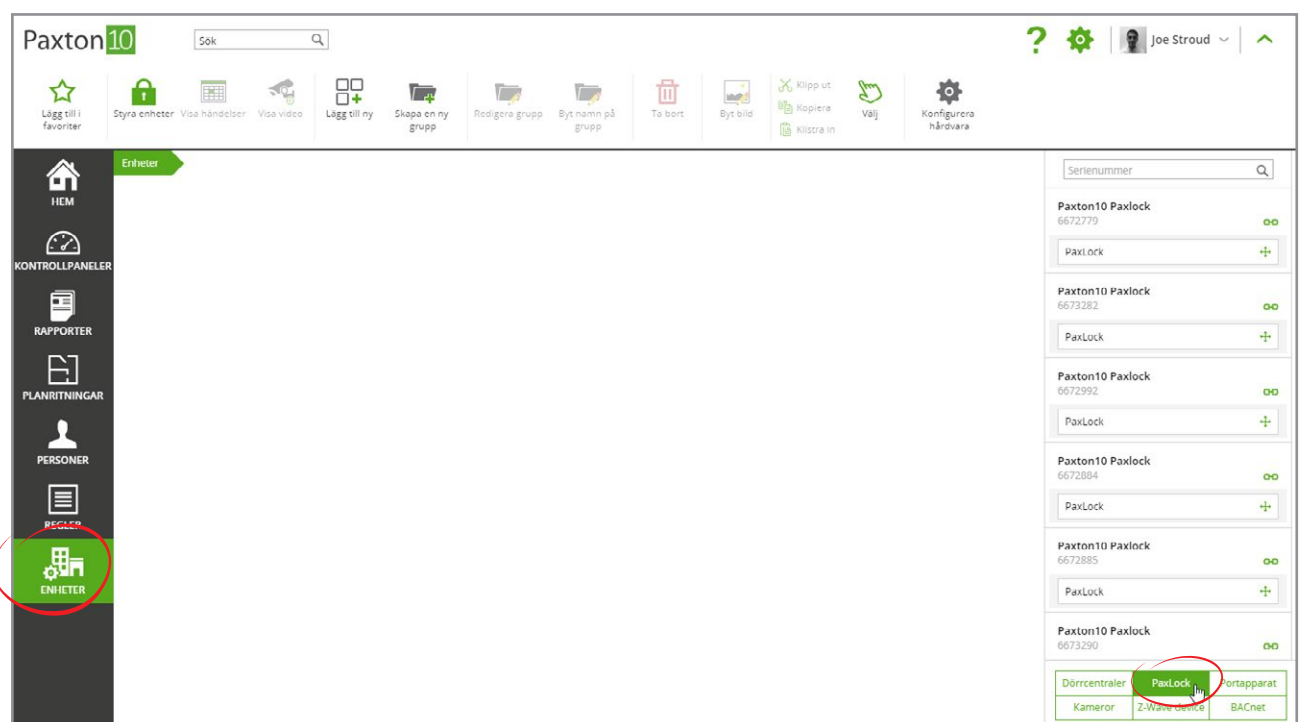 Paxton10
Sök
?
Joe Stroud
Lägg till i
favoriter
Styra enheter
Visa händelser
Visa video
Lägg till ny
Skapa en ny
grupp
Redigera grupp
Byt namn på
grupp
Ta bort
Byt bild
Klipp ut
Kopiera
Klistra in
Välj
Konfigurera
hårdvara
HEM
KONTROLLPANELER
RAPPORTER
PLANRITNINGAR
PERSONER
REGLER
ENHETER
Enheter
Serienummer
Paxton10 Paxlock
6672779
PaxLock
Paxton10 Paxlock
6673282
PaxLock
Paxton10 Paxlock
6672992
PaxLock
Paxton10 Paxlock
6672884
PaxLock
Paxton10 Paxlock
6672885
PaxLock
Paxton10 Paxlock
6673290
Dörrcentraler PaxLock Portapparat
Kameror Z-Wave device BACnet